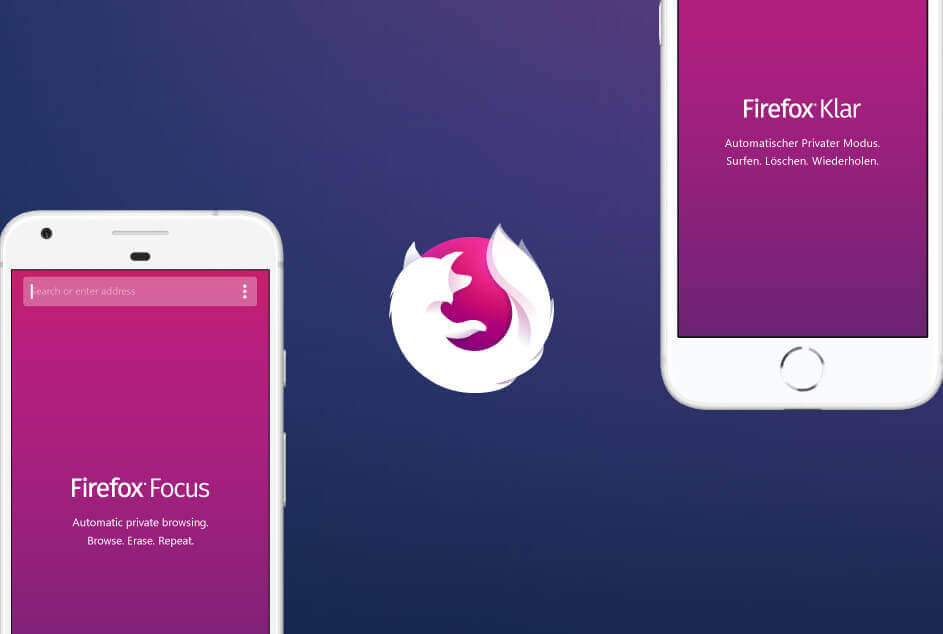 Firefox Klar
Automatischer Privater Modus.
Surfen. Löschen. Wiederholen.
Search or enter address
Firefox Focus
Automatic private browsing.
Browse. Erase. Repeat.